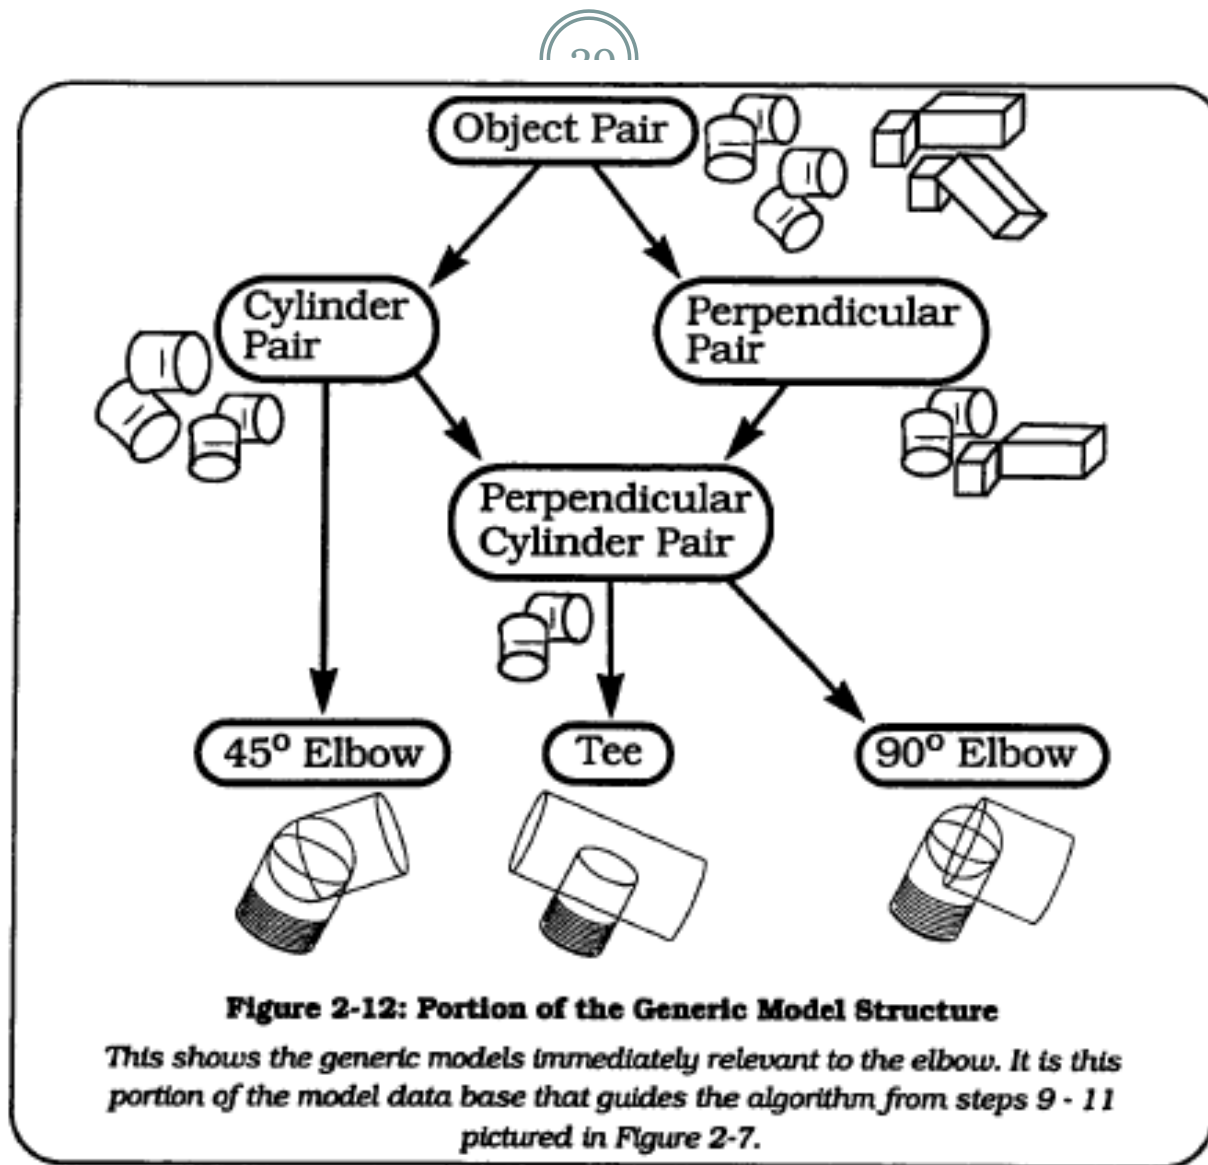 Object Pair
Cylinder
Pair
Perpendicular
Pair
Perpendicular
Cylinder Pair
45º Elbow
Tee
90º Elbow
Figure 2-12: Portion of the Generic Model Structure
This shows the generic models immediately relevant to the elbow. It is this
portion of the model data base that guides the algorithm from steps 9 - 11
pictured in Figure 2-7.